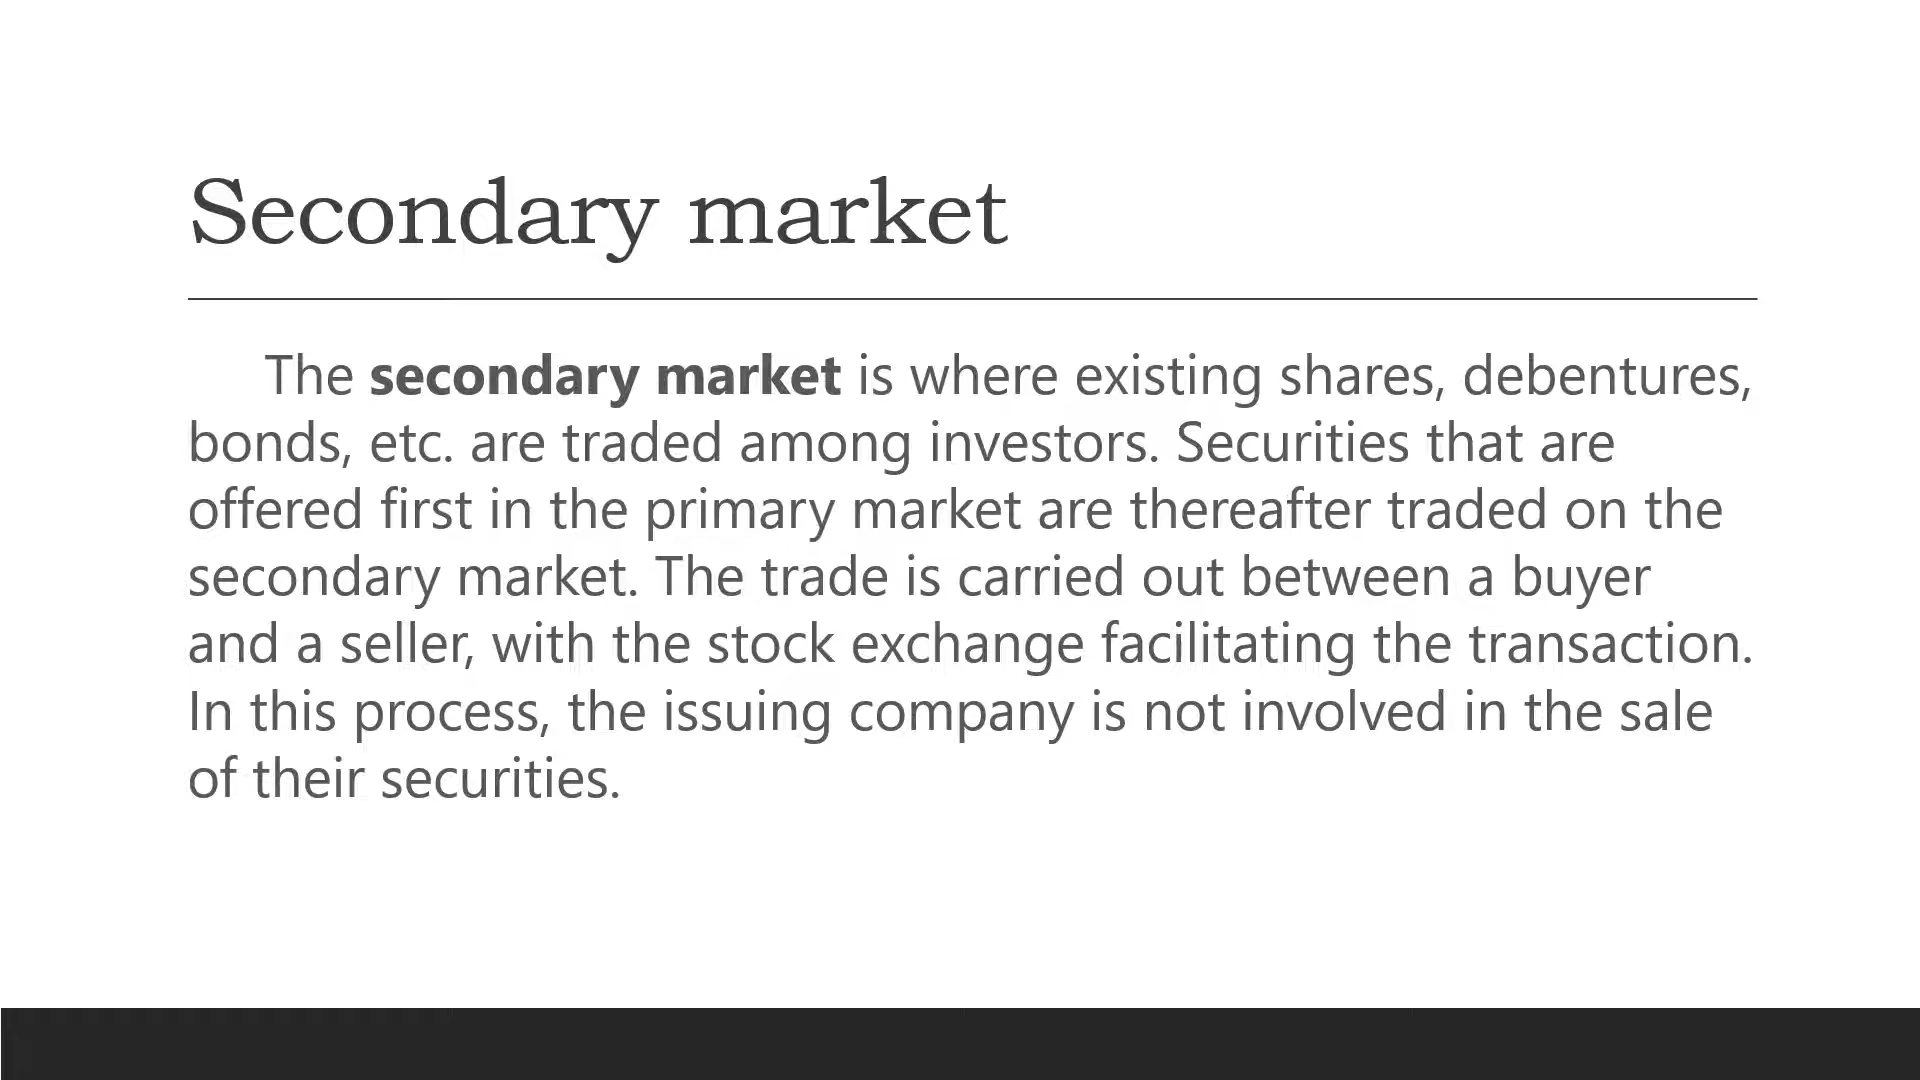 Secondary market
The secondary market is where existing shares, debentures,
bonds, etc. are traded among investors. Securities that are
offered first in the primary market are thereafter traded on the
secondary market. The trade is carried out between a buyer
and a seller, with the stock exchange facilitating the transaction.
In this process, the issuing company is not involved in the sale
of their securities.